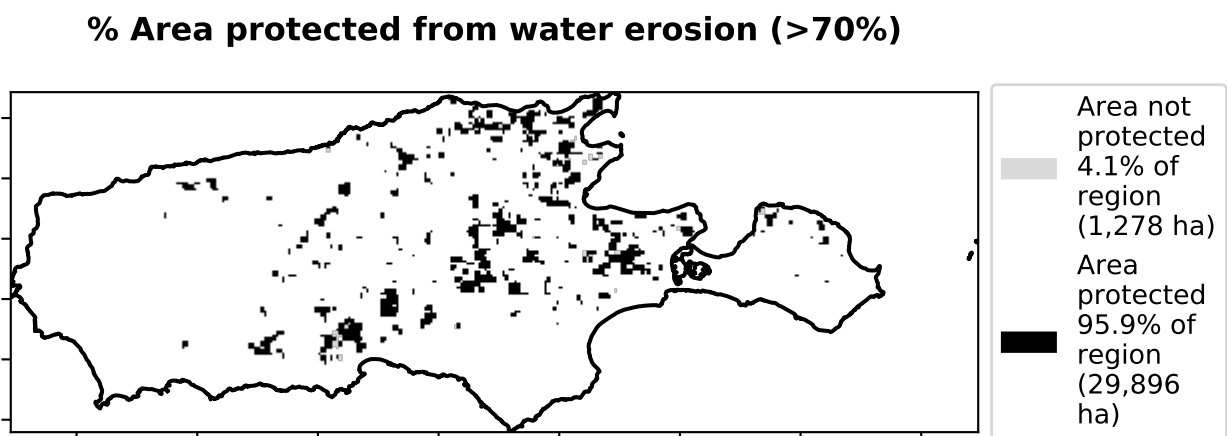 % Area protected from water erosion (>70%)
Area not
protected
4.1% of
region
(1,278 ha)
Area
protected
95.9% of
region
(29,896
ha)